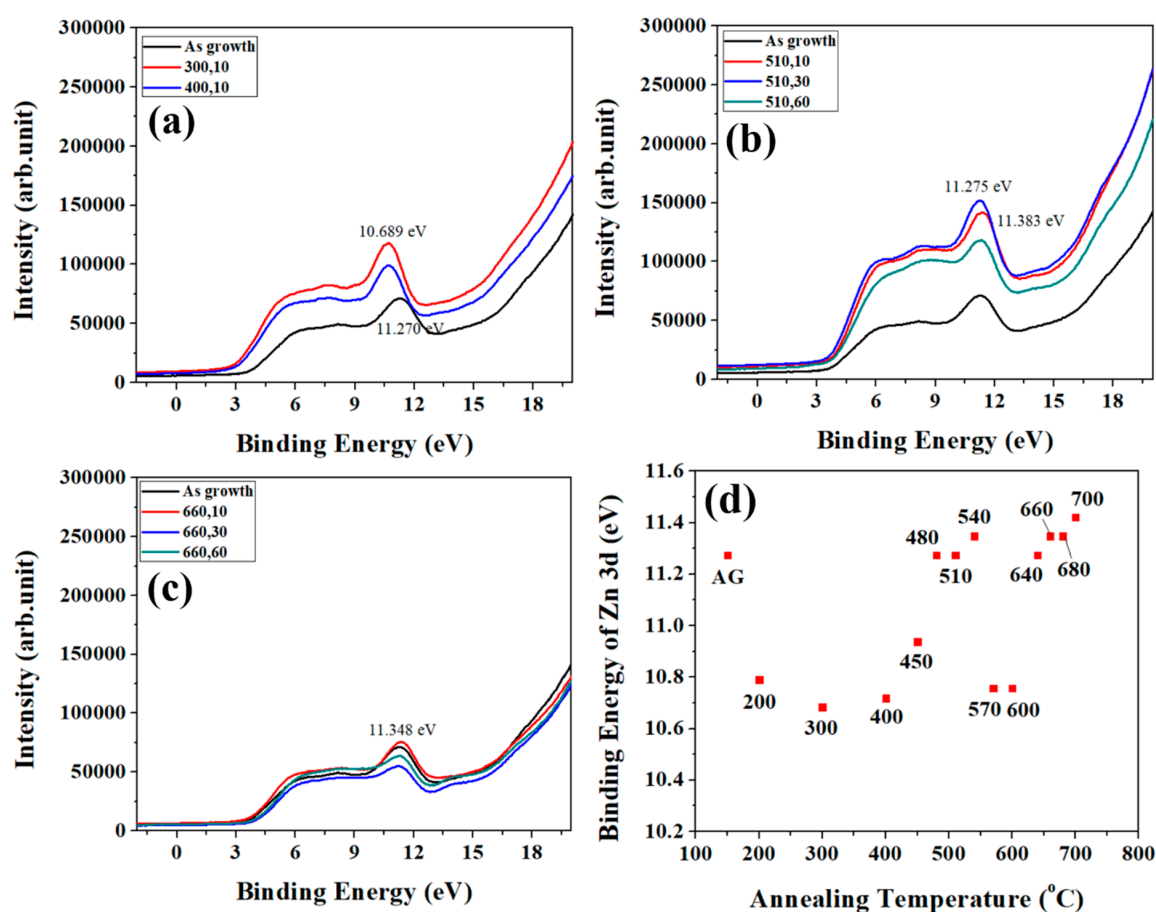 300000
250000
200000
150000
100000
50000
0
Intensity (arb.unit)
As growth
300,10
400,10
(a)
10.689 eV
11.270 eV
0 3 6 9 12 15 18
Binding Energy (eV)
300000
250000
200000
150000
100000
50000
0
Intensity (arb.unit)
As growth
510,10
510,30
510,60
(b)
11.275 eV
11.383 eV
0 3 6 9 12 15 18
Binding Energy (eV)
300000
250000
200000
150000
100000
50000
0
Intensity (arb.unit)
As growth
660,10
660,30
660,60
(c)
11.348 eV
0 3 6 9 12 15 18
Binding Energy (eV)
11.6
11.4
11.2
11.0
10.8
10.6
10.4
10.2
Binding Energy of Zn 3d (eV)
(d)
AG
200
300
400
450
480
510
540
570
600
640
660
680
700
100 200 300 400 500 600 700 800
Annealing Temperature (°C)